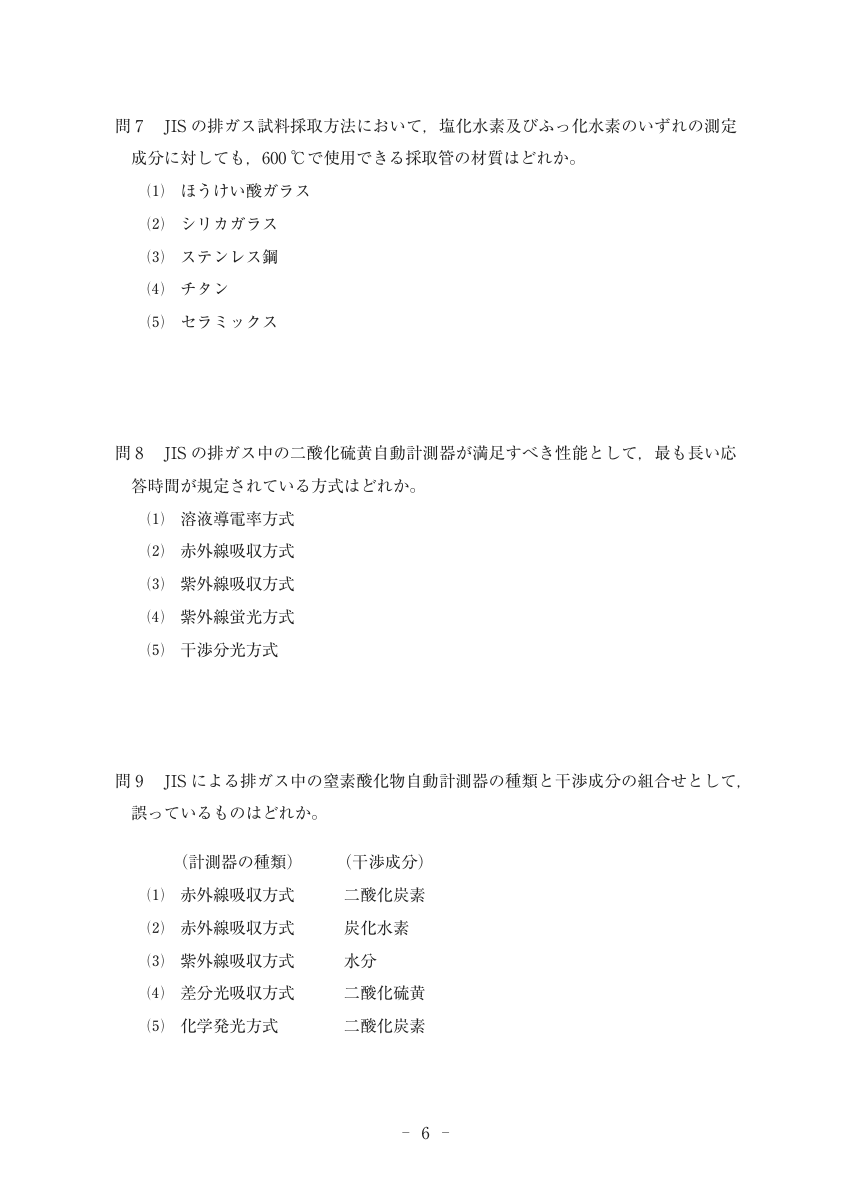 問7 JIS の排ガス試料採取方法において，塩化水素及びふっ化水素のいずれの測定
成分に対しても，600 ℃で使用できる採取管の材質はどれか。
(1) ほうけい酸ガラス
(2) シリカガラス
(3) ステンレス鋼
(4) チタン
(5) セラミックス
問8 JIS の排ガス中の二酸化硫黄自動計測器が満足すべき性能として，最も長い応
答時間が規定されている方式はどれか。
(1) 溶液導電率方式
(2) 赤外線吸収方式
(3) 紫外線吸収方式
(4) 紫外線蛍光方式
(5) 干渉分光方式
問9 JIS による排ガス中の窒素酸化物自動計測器の種類と干渉成分の組合せとして，
誤っているものはどれか。
（計測器の種類） （干渉成分）
(1) 赤外線吸収方式 二酸化炭素
(2) 赤外線吸収方式 炭化水素
(3) 紫外線吸収方式 水分
(4) 差分光吸収方式 二酸化硫黄
(5) 化学発光方式 二酸化炭素
- 6 -